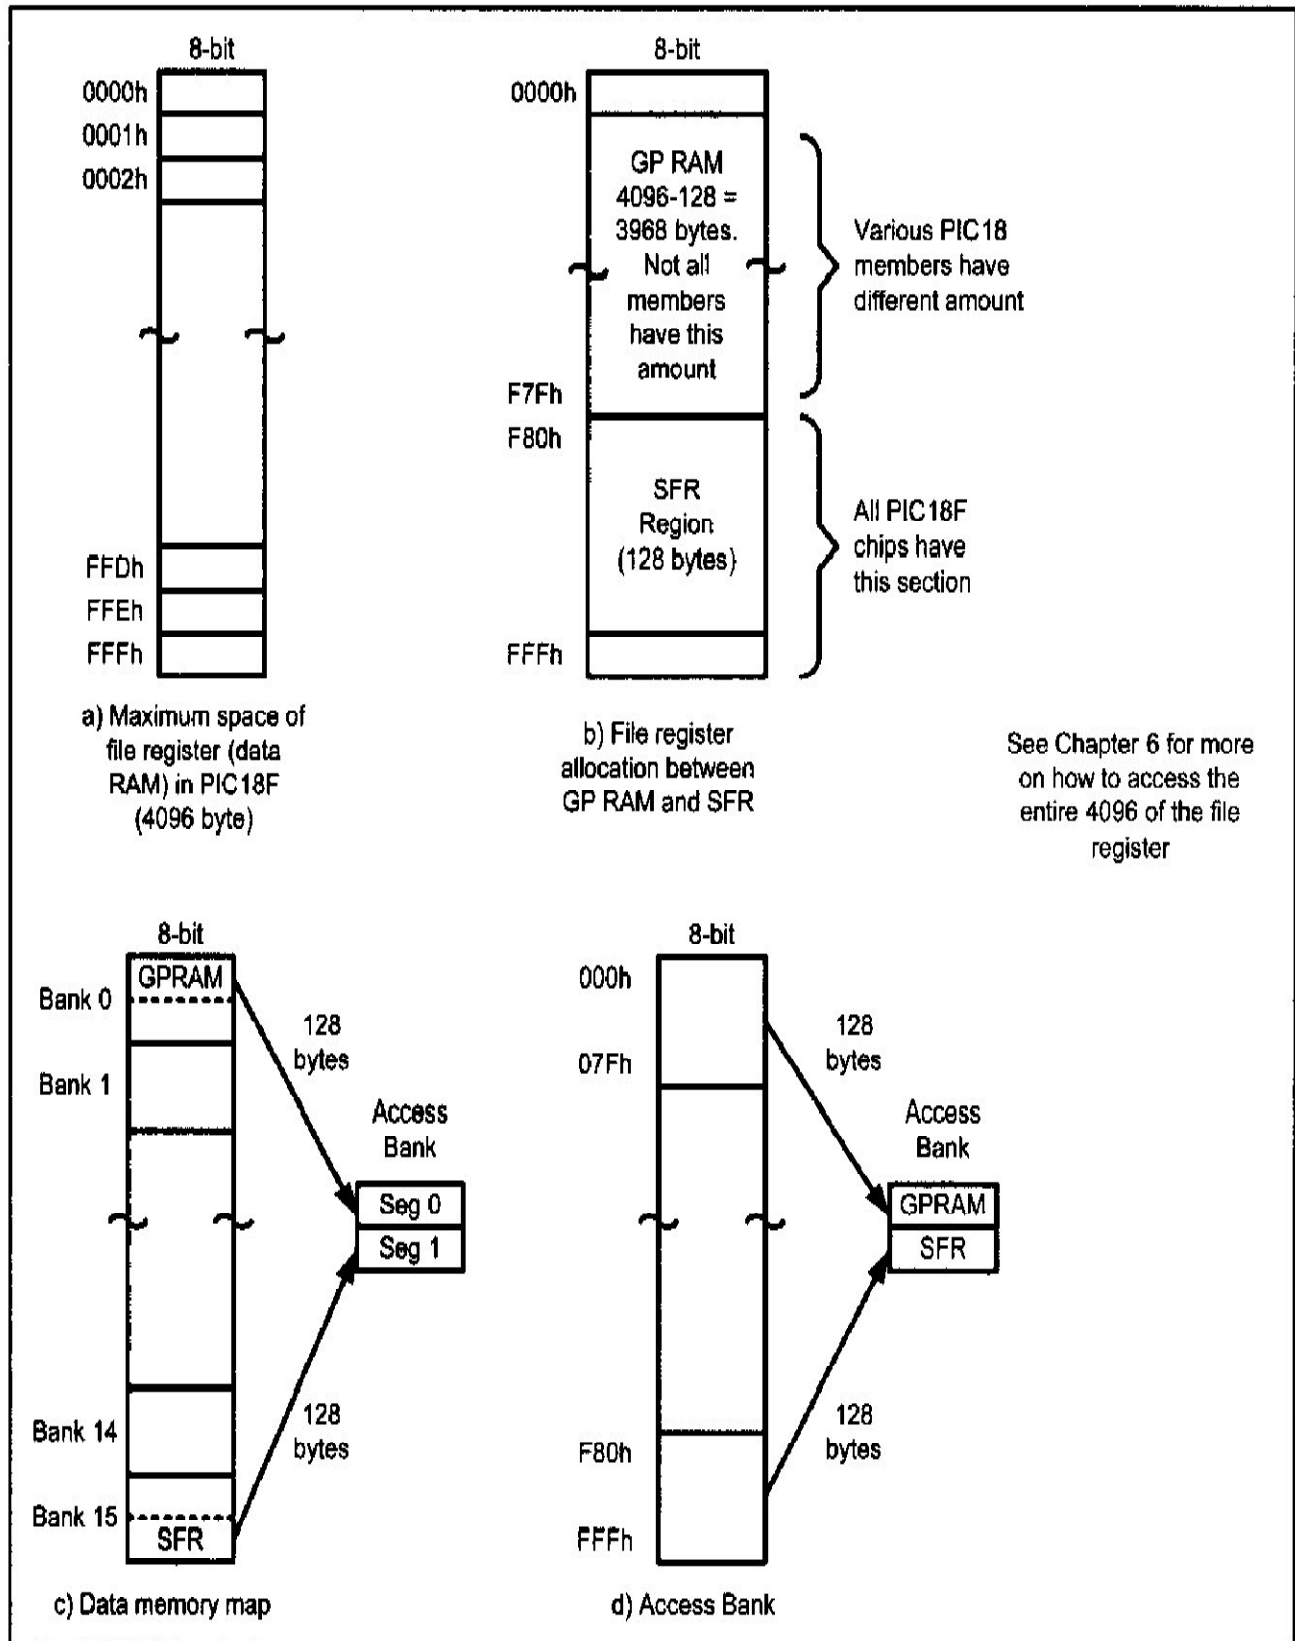 8-bit
0000h
0001h
0002h
FFDh
FFEh
FFFh
a) Maximum space of
file register (data
RAM) in PIC18F
(4096 byte)
8-bit
0000h
GP RAM
4096-128 =
3968 bytes.
Not all
members
have this
amount
F7Fh
F80h
SFR
Region
(128 bytes)
FFFh
Various PIC18
members have
different amount
All PIC18F
chips have
this section
b) File register
allocation between
GP RAM and SFR
See Chapter 6 for more
on how to access the
entire 4096 of the file
register
8-bit
GPRAM
Bank 0
Bank 1
Bank 14
Bank 15
SFR
128
bytes
Access
Bank
Seg 0
Seg 1
128
bytes
c) Data memory map
8-bit
000h
07Fh
F80h
FFFh
128
bytes
Access
Bank
GPRAM
SFR
128
bytes
d) Access Bank